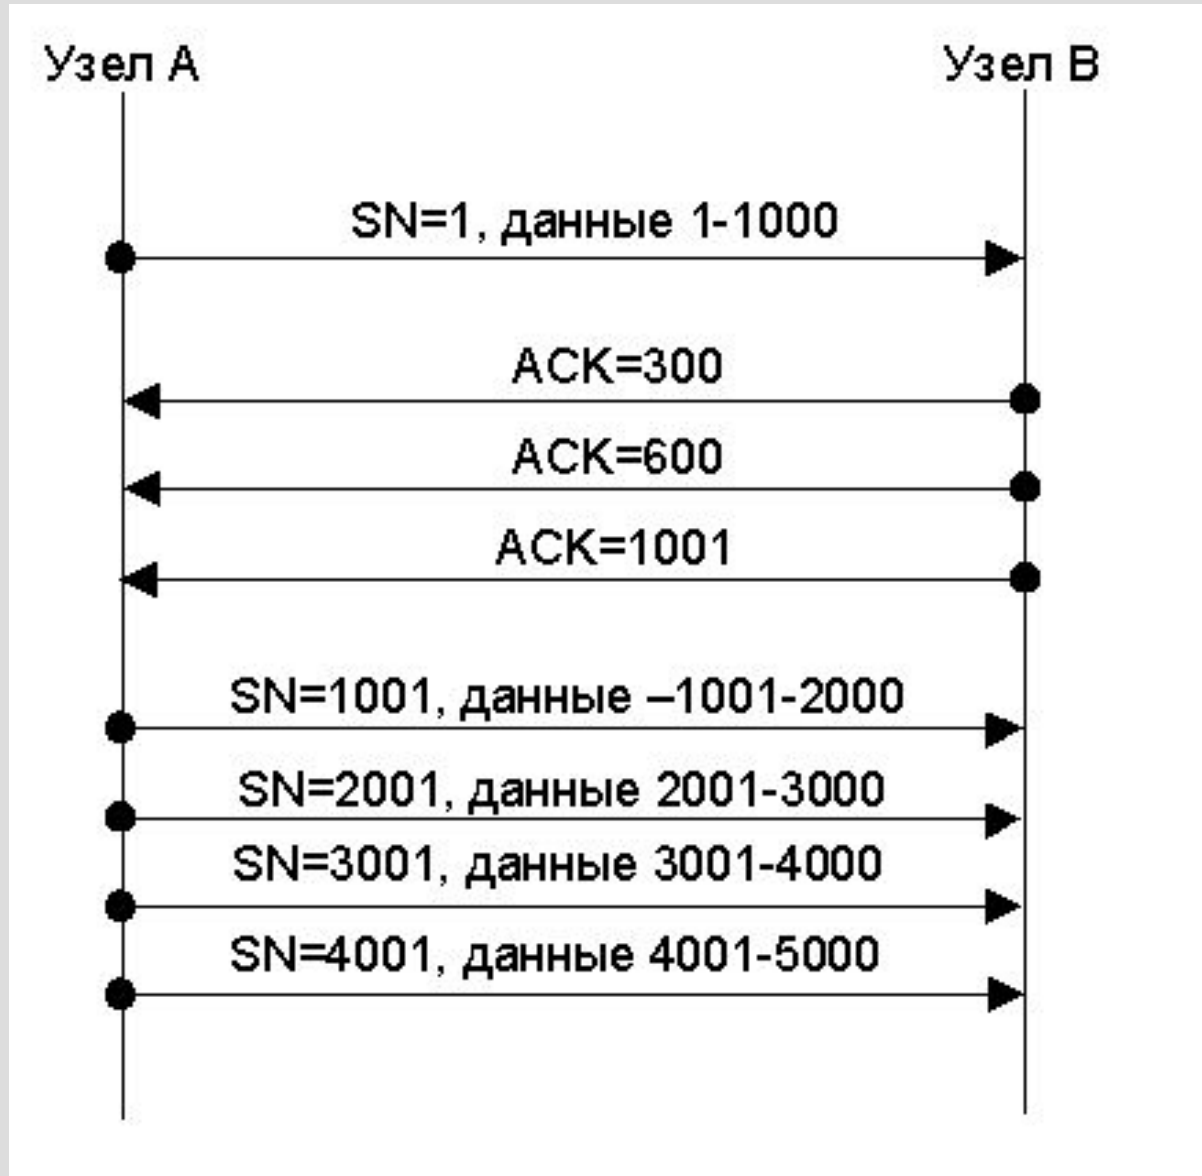 Узел А
Узел В
SN=1, данные 1-1000
ACK=300
ACK=600
ACK=1001
SN=1001, данные –1001-2000
SN=2001, данные 2001-3000
SN=3001, данные 3001-4000
SN=4001, данные 4001-5000